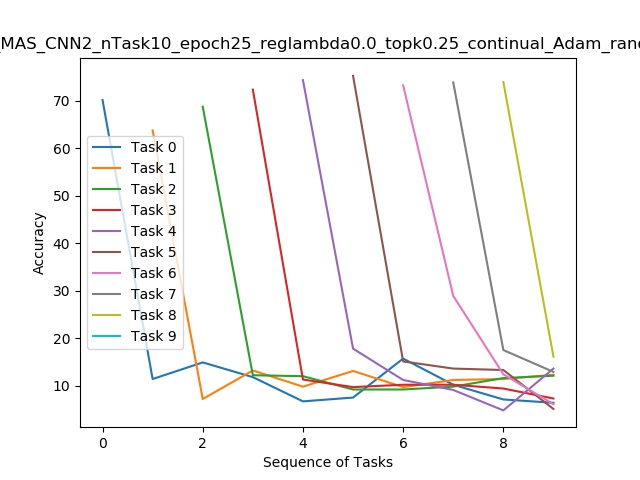 _MAS_CNN2_nTask10_epoch25_reglambda0.0_topk0.25_continual_Adam_rand
Accuracy
70
60
50
40
30
20
10
Task 0
Task 1
Task 2
Task 3
Task 4
Task 5
Task 6
Task 7
Task 8
Task 9
0 2 4 6 8
Sequence of Tasks